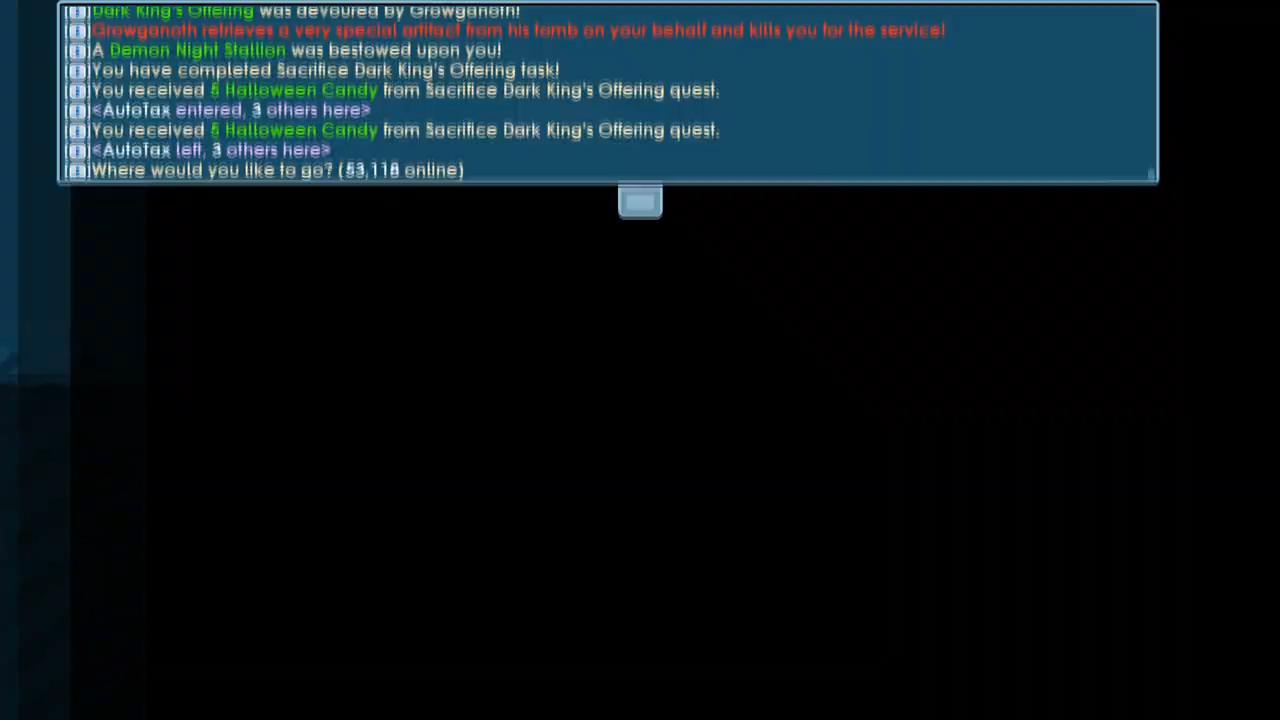 Dark King's Offering was devoured by Growganoth!
Growganoth retrieves a very special artifact from his tomb on your behalf and kills you for the service!
A Demon Night Stallion was bestowed upon you!
You have completed Sacrifice Dark King's Offering task!
You received 5 Halloween Candy from Sacrifice Dark King's Offering quest.
<AutoTax entered, 3 others here>
You received 5 Halloween Candy from Sacrifice Dark King's Offering quest.
<AutoTax left, 3 others here>
Where would you like to go? (53,118 online)